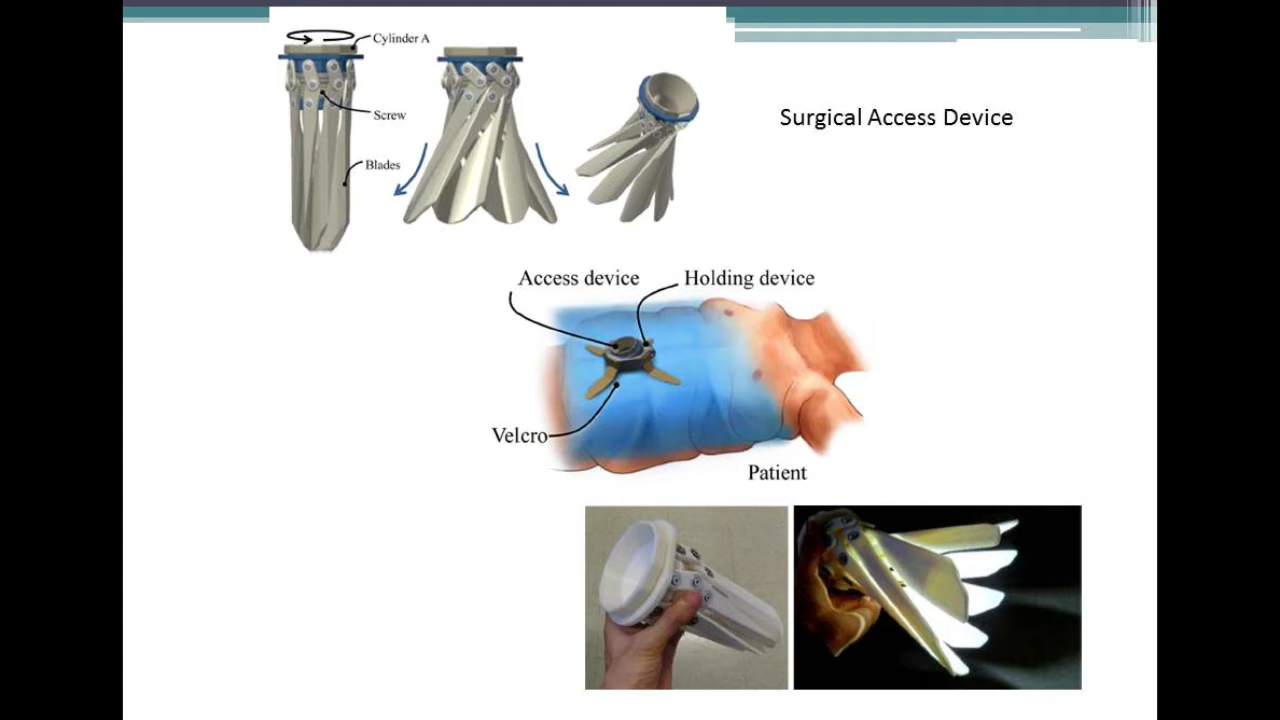 Cylinder A
Screw
Blades
Surgical Access Device
Access device
Holding device
Velcro
Patient